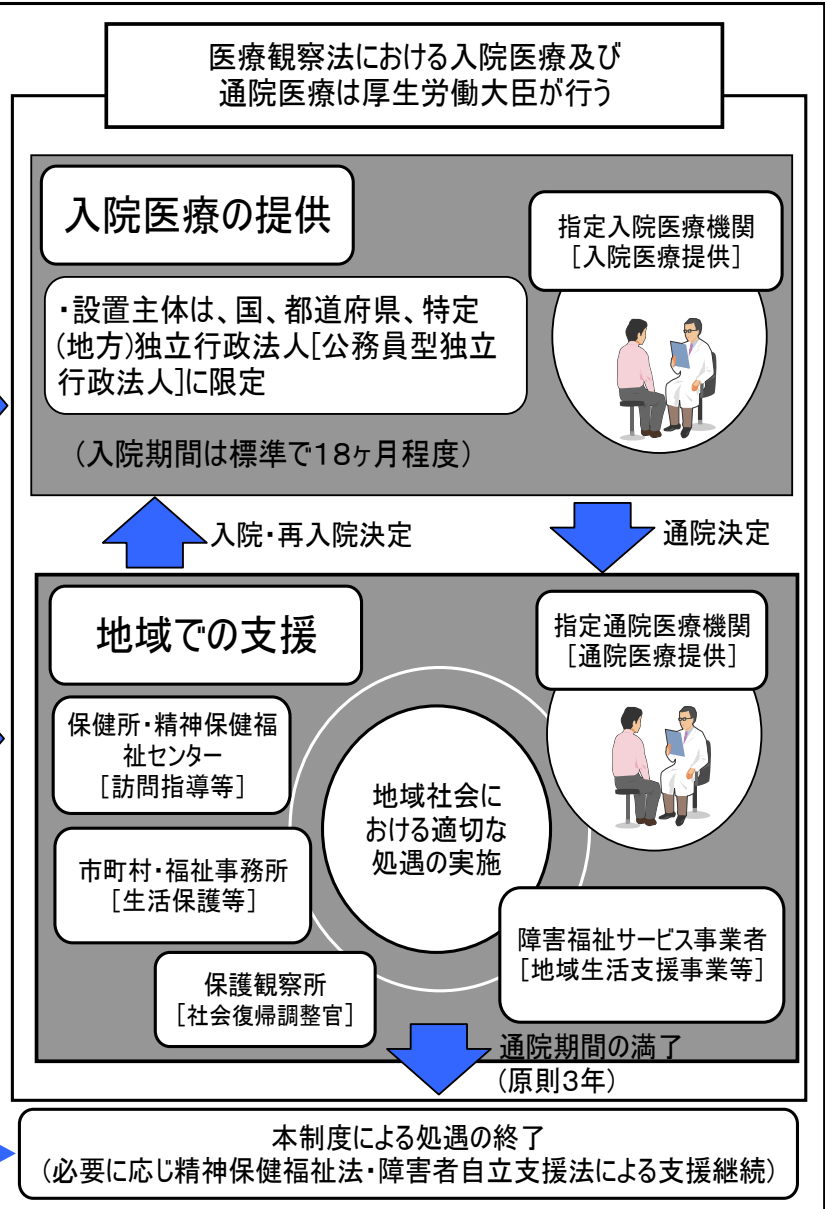 医療観察法における入院医療及び
通院医療は厚生労働大臣が行う
入院医療の提供
指定入院医療機関
［入院医療提供］
・設置主体は、国、都道府県、特定
(地方)独立行政法人[公務員型独立
行政法人]に限定
（入院期間は標準で１８ヶ月程度）
入院・再入院決定
通院決定
地域での支援
指定通院医療機関
［通院医療提供］
保健所・精神保健福
祉センター
［訪問指導等］
地域社会に
おける適切な
処遇の実施
市町村・福祉事務所
［生活保護等］
障害福祉サービス事業者
［地域生活支援事業等］
保護観察所
［社会復帰調整官］
通院期間の満了
(原則３年)
本制度による処遇の終了
（必要に応じ精神保健福祉法・障害者自立支援法による支援継続）